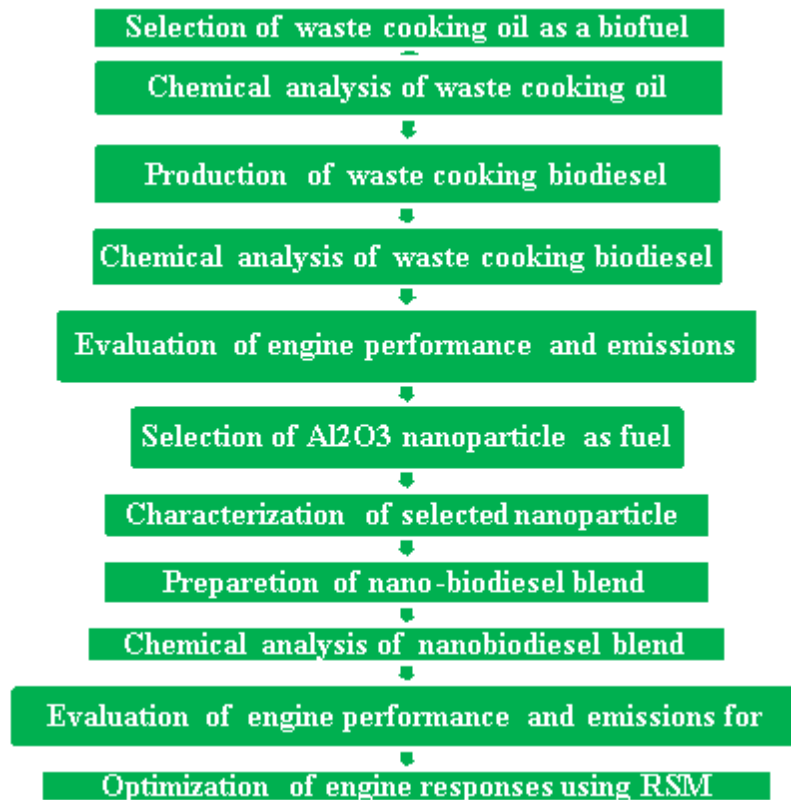 Selection of waste cooking oil as a biofuel
Chemical analysis of waste cooking oil
Production of waste cooking biodiesel
Chemical analysis of waste cooking biodiesel
Evaluation of engine performance and emissions
Selection of Al2O3 nanoparticle as fuel
Characterization of selected nanoparticle
Preparetion of nano-biodiesel blend
Chemical analysis of nanobiodiesel blend
Evaluation of engine performance and emissions for
Optimization of engine responses using RSM